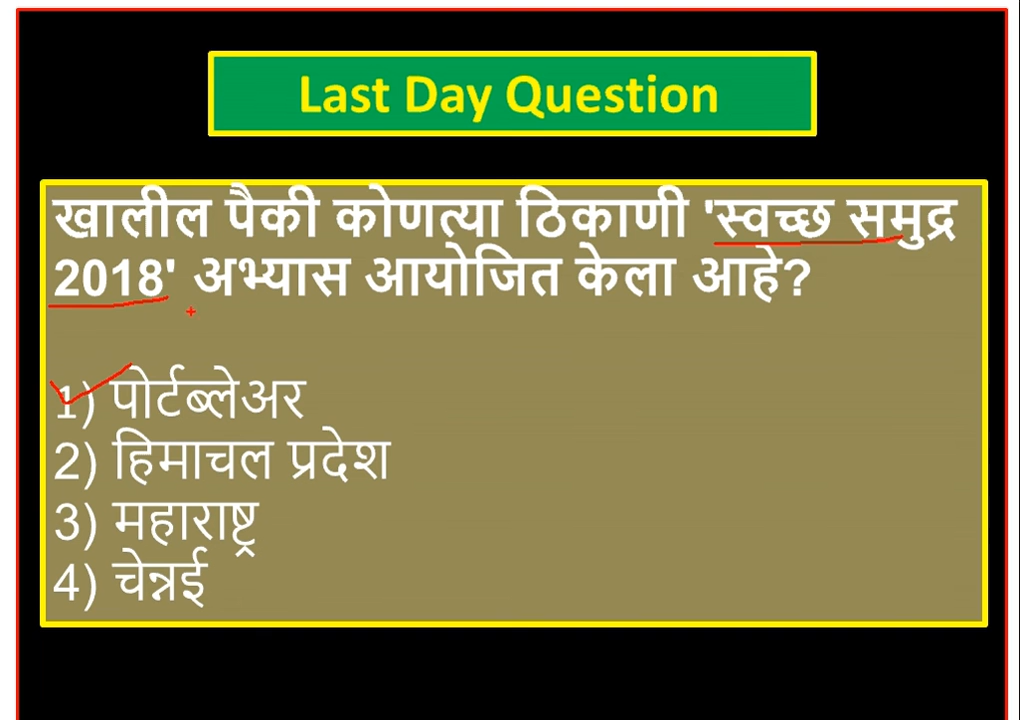 Last Day Question
खालील पैकी कोणत्या ठिकाणी 'स्वच्छ समुद्र
2018' अभ्यास आयोजित केला आहे?
1) पोर्टब्लेअर
2) हिमाचल प्रदेश
3) महाराष्ट्र
4) चेन्नई